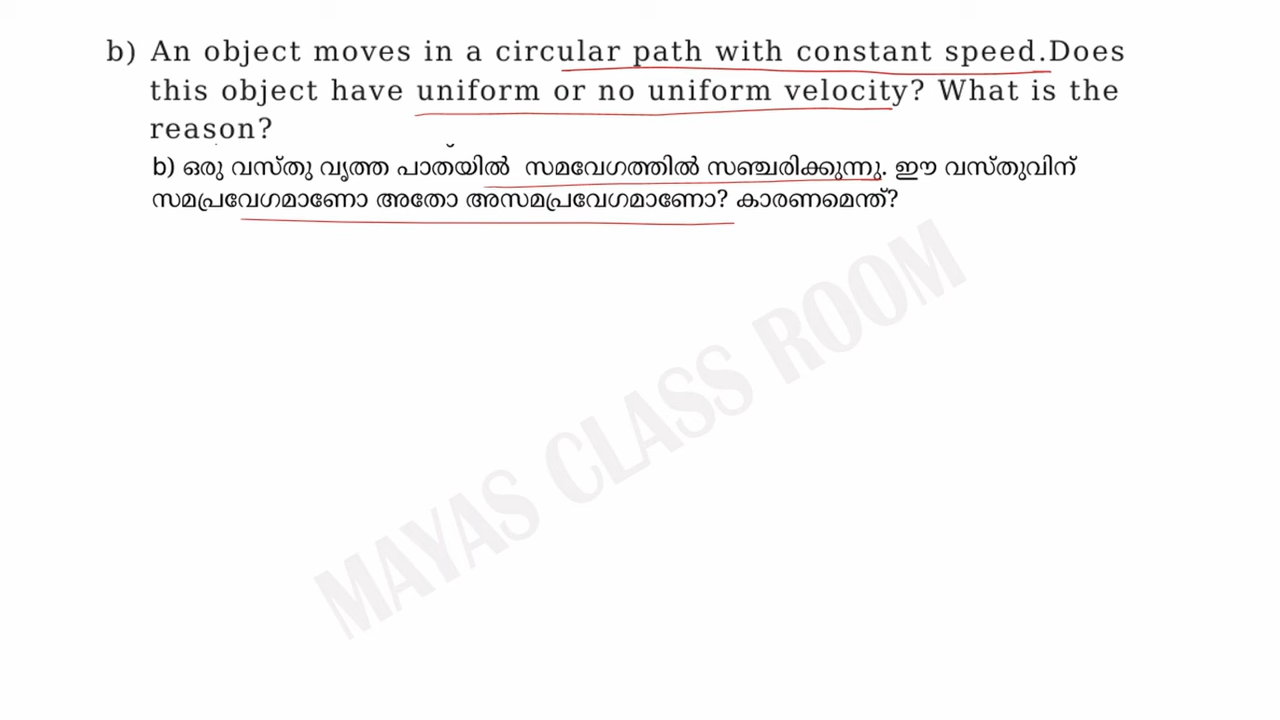 b) An object moves in a circular path with constant speed.Does
this object have uniform or no uniform velocity? What is the
reason?
b) ഒരു വസ്തു വൃത്ത പാതയിൽ സമവേഗത്തിൽ സഞ്ചരിക്കുന്നു. ഈ വസ്തുവിന്
സമപ്രവേഗമാണോ അതോ അസമപ്രവേഗമാണോ? കാരണമെന്ത്?
MAYAS CLASS ROOM